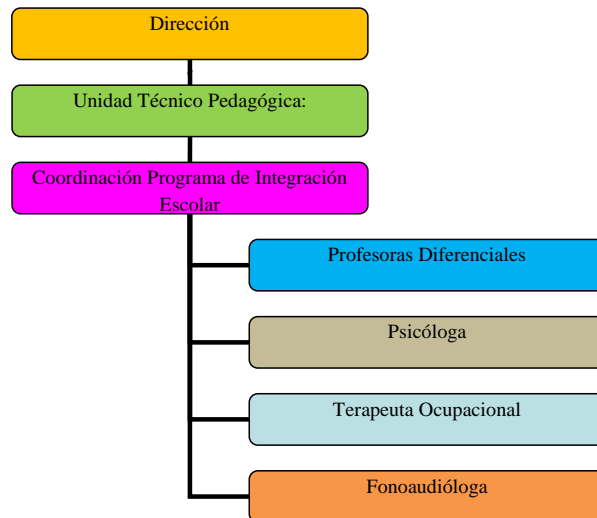 Dirección
Unidad Técnico Pedagógica:
Coordinación Programa de Integración
Escolar
Profesoras Diferenciales
Psicóloga
Terapeuta Ocupacional
Fonoaudióloga